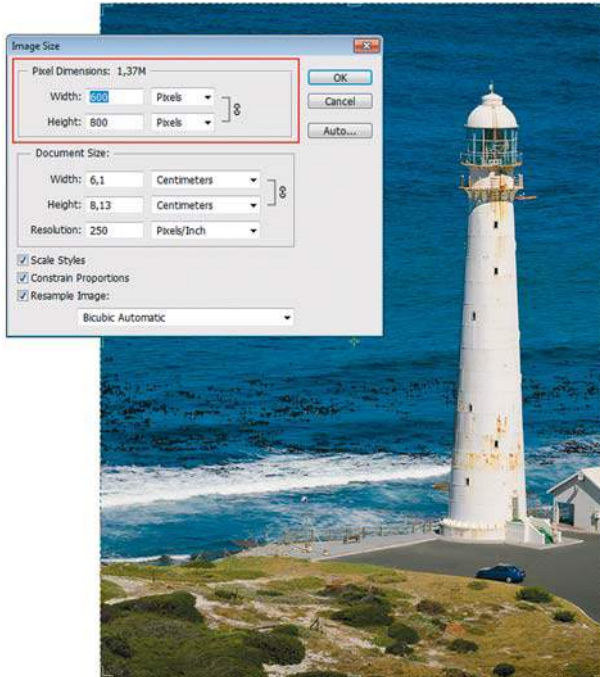 Image Size
Pixel Dimensions: 1,37M
Width: 600 Pixels
Height: 800 Pixels
OK
Cancel
Auto...
Document Size:
Width: 6,1 Centimeters
Height: 8,13 Centimeters
Resolution: 250 Pixels/Inch
Scale Styles
Constrain Proportions
Resample Image:
Bicubic Automatic